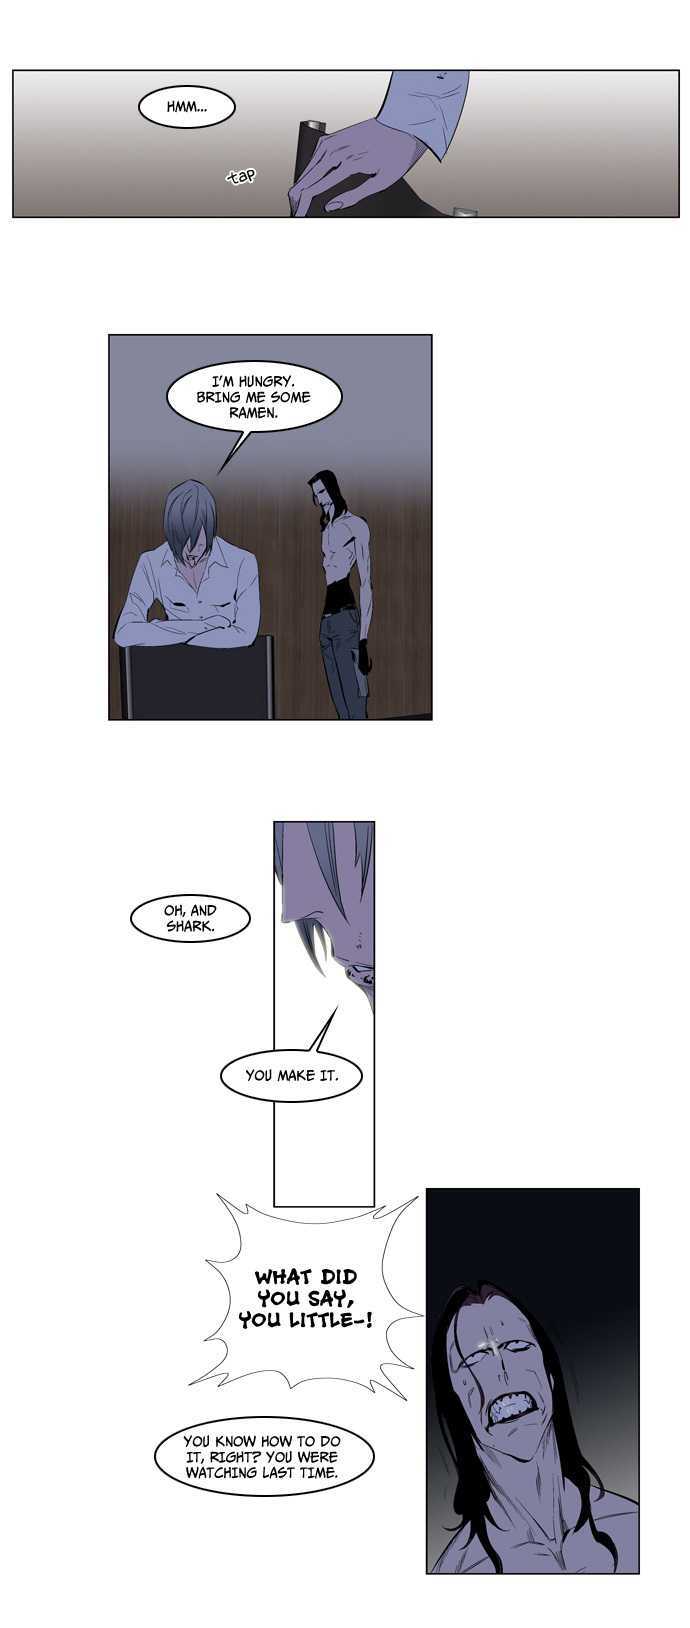 HMM...
tap
I'M HUNGRY.
BRING ME SOME
RAMEN.
OH, AND
SHARK.
YOU MAKE IT.
WHAT DID
YOU SAY,
YOU LITTLE-!
YOU KNOW HOW TO DO
IT, RIGHT? YOU WERE
WATCHING LAST TIME.